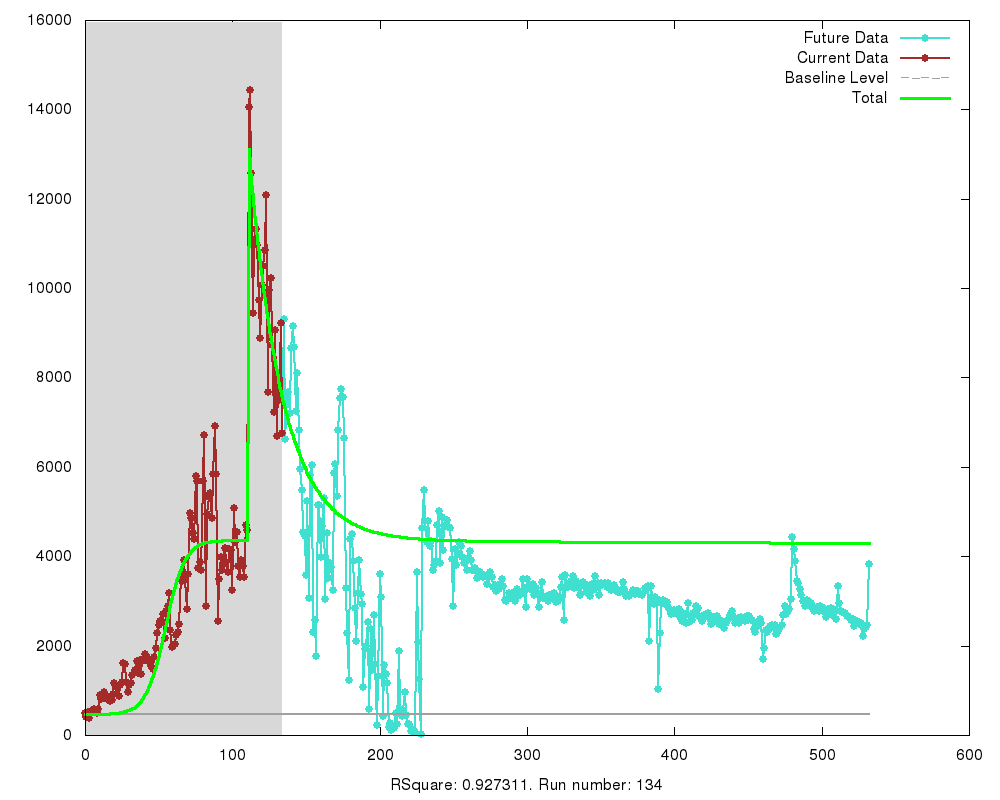 16000
14000
12000
10000
8000
6000
4000
2000
0
Future Data
Current Data
Baseline Level
Total
0 100 200 300 400 500 600
RSquare: 0.927311. Run number: 134